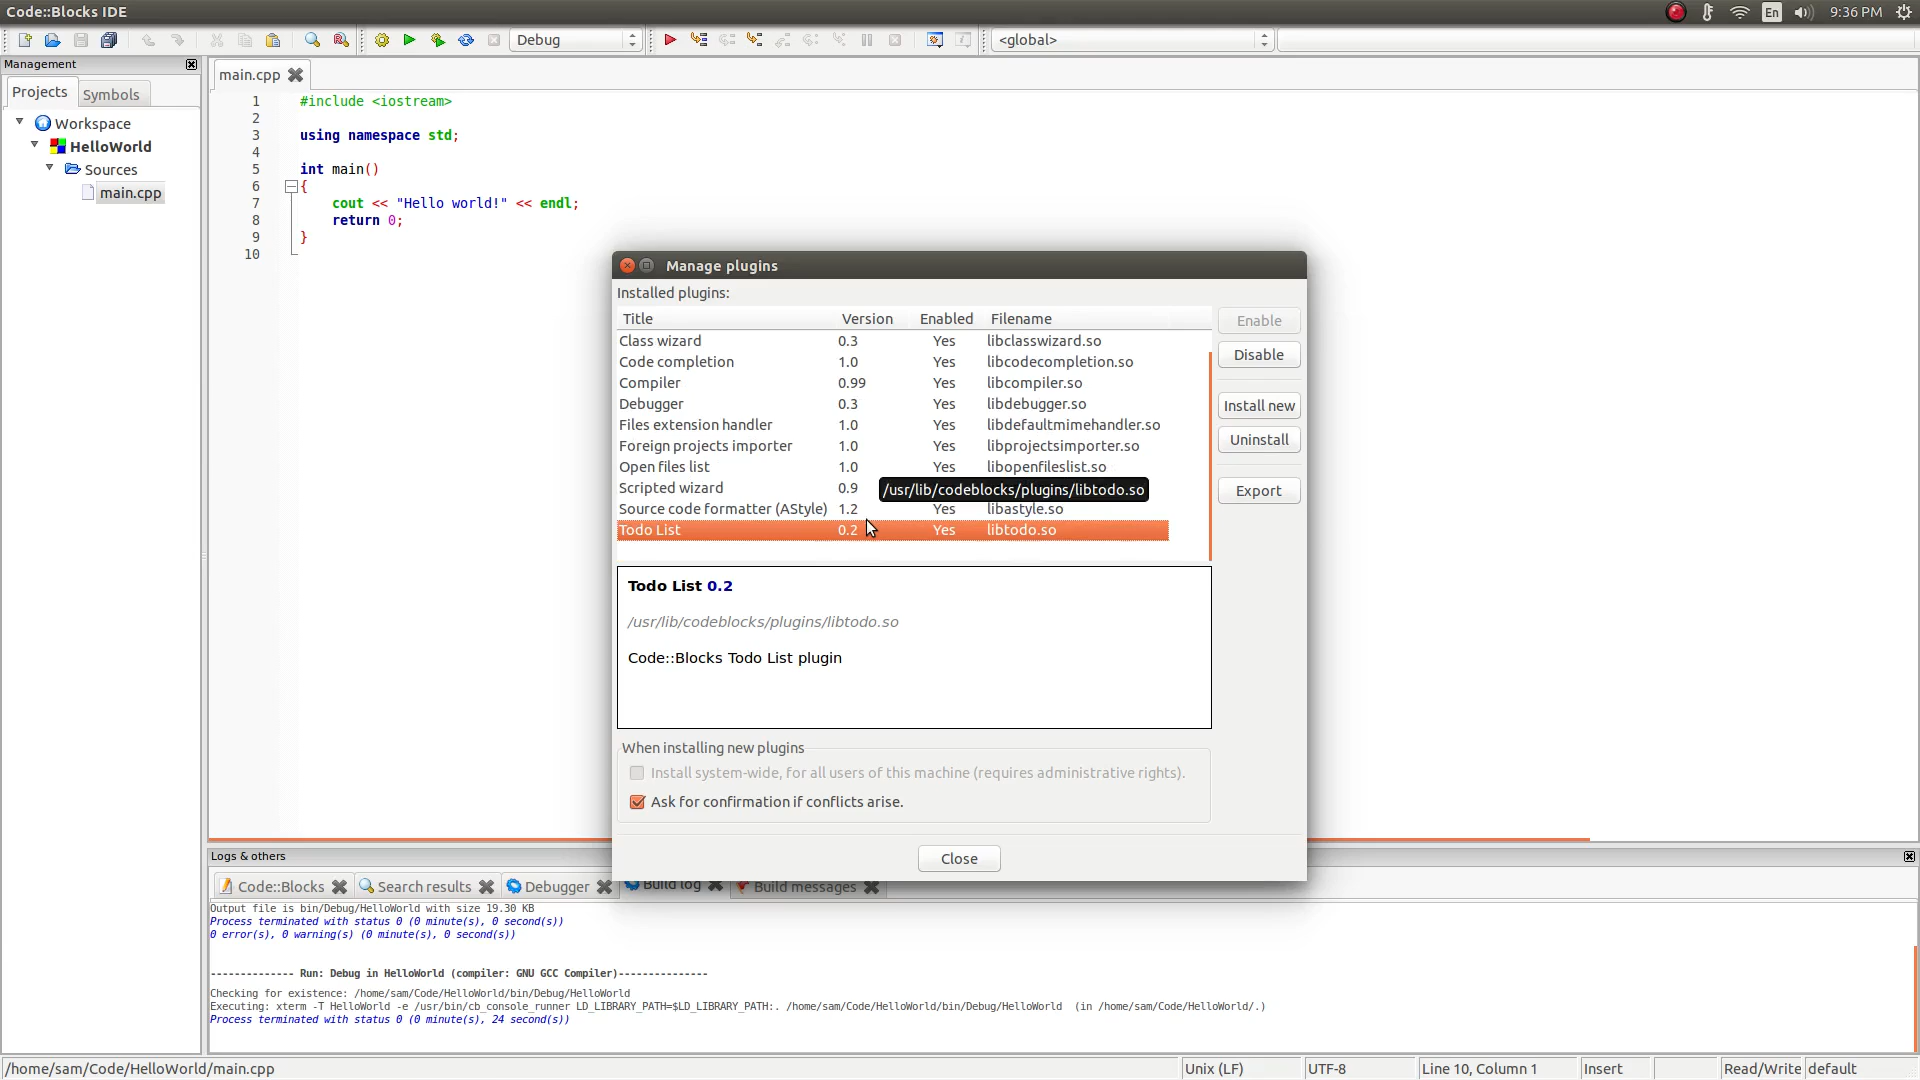 Code::Blocks IDE
En
9:36 PM
Debug
<global>
Management
Projects
Symbols
Workspace
HelloWorld
Sources
main.cpp
main.cpp
1 #include <iostream>
2
3 using namespace std;
4
5 int main()
6 {
7 cout << "Hello world!" << endl;
8 return 0;
9 }
10
Manage plugins
Installed plugins:
Title Version Enabled Filename
Class wizard 0.3 Yes libclasswizard.so
Code completion 1.0 Yes libcodecompletion.so
Compiler 0.99 Yes libcompiler.so
Debugger 0.3 Yes libdebugger.so
Files extension handler 1.0 Yes libdefaultmimehandler.so
Foreign projects importer 1.0 Yes libprojectsimporter.so
Open files list 1.0 Yes libopenfileslist.so
Scripted wizard 0.9
/usr/lib/codeblocks/plugins/libtodo.so
Source code formatter (AStyle) 1.2 Yes libastyle.so
Todo List 0.2 Yes libtodo.so
Enable
Disable
Install new
Uninstall
Export
Todo List 0.2
/usr/lib/codeblocks/plugins/libtodo.so
Code::Blocks Todo List plugin
When installing new plugins
Install system-wide, for all users of this machine (requires administrative rights).
Ask for confirmation if conflicts arise.
Close
Logs & others
Code::Blocks
Search results
Debugger
Build log
Build messages
Output file is bin/Debug/HelloWorld with size 19.30 KB
Process terminated with status 0 (0 minute(s), 0 second(s))
0 error(s), 0 warning(s) (0 minute(s), 0 second(s))
-------------- Run: Debug in HelloWorld (compiler: GNU GCC Compiler)---------------
Checking for existence: /home/sam/Code/HelloWorld/bin/Debug/HelloWorld
Executing: xterm -T HelloWorld -e /usr/bin/cb_console_runner LD_LIBRARY_PATH=$LD_LIBRARY_PATH:. /home/sam/Code/HelloWorld/bin/Debug/HelloWorld (in /home/sam/Code/HelloWorld/.)
Process terminated with status 0 (0 minute(s), 24 second(s))
/home/sam/Code/HelloWorld/main.cpp
Unix (LF)
UTF-8
Line 10, Column 1
Insert
Read/Write
default